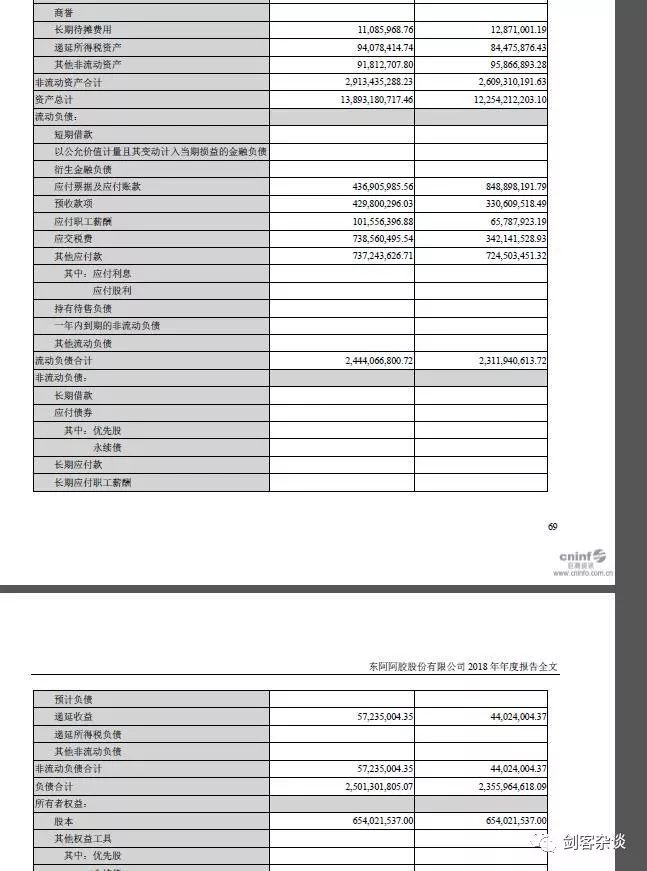 商誉
长期待摊费用 11,085,968.76 12,871,001.19
递延所得税资产 94,078,414.74 84,475,876.43
其他非流动资产 91,812,707.80 95,866,893.28
非流动资产合计 2,913,435,288.23 2,609,310,191.63
资产总计 13,893,180,717.46 12,254,212,203.10
流动负债：
短期借款
以公允价值计量且其变动计入当期损益的金融负债
衍生金融负债
应付票据及应付账款 436,905,985.56 848,898,191.79
预收款项 429,800,296.03 330,609,518.49
应付职工薪酬 101,556,396.88 65,787,923.19
应交税费 738,560,495.54 342,141,528.93
其他应付款 737,243,626.71 724,503,451.32
其中：应付利息
应付股利
持有待售负债
一年内到期的非流动负债
其他流动负债
流动负债合计 2,444,066,800.72 2,311,940,613.72
非流动负债：
长期借款
应付债券
其中：优先股
永续债
长期应付款
长期应付职工薪酬
69
cninf
巨潮资讯
www.cninfo.com.cn
东阿阿胶股份有限公司 2018 年年度报告全文
预计负债
递延收益 57,235,004.35 44,024,004.37
递延所得税负债
其他非流动负债
非流动负债合计 57,235,004.35 44,024,004.37
负债合计 2,501,301,805.07 2,355,964,618.09
所有者权益：
股本 654,021,537.00 654,021,537.00
其他权益工具
其中：优先股
剑客杂谈